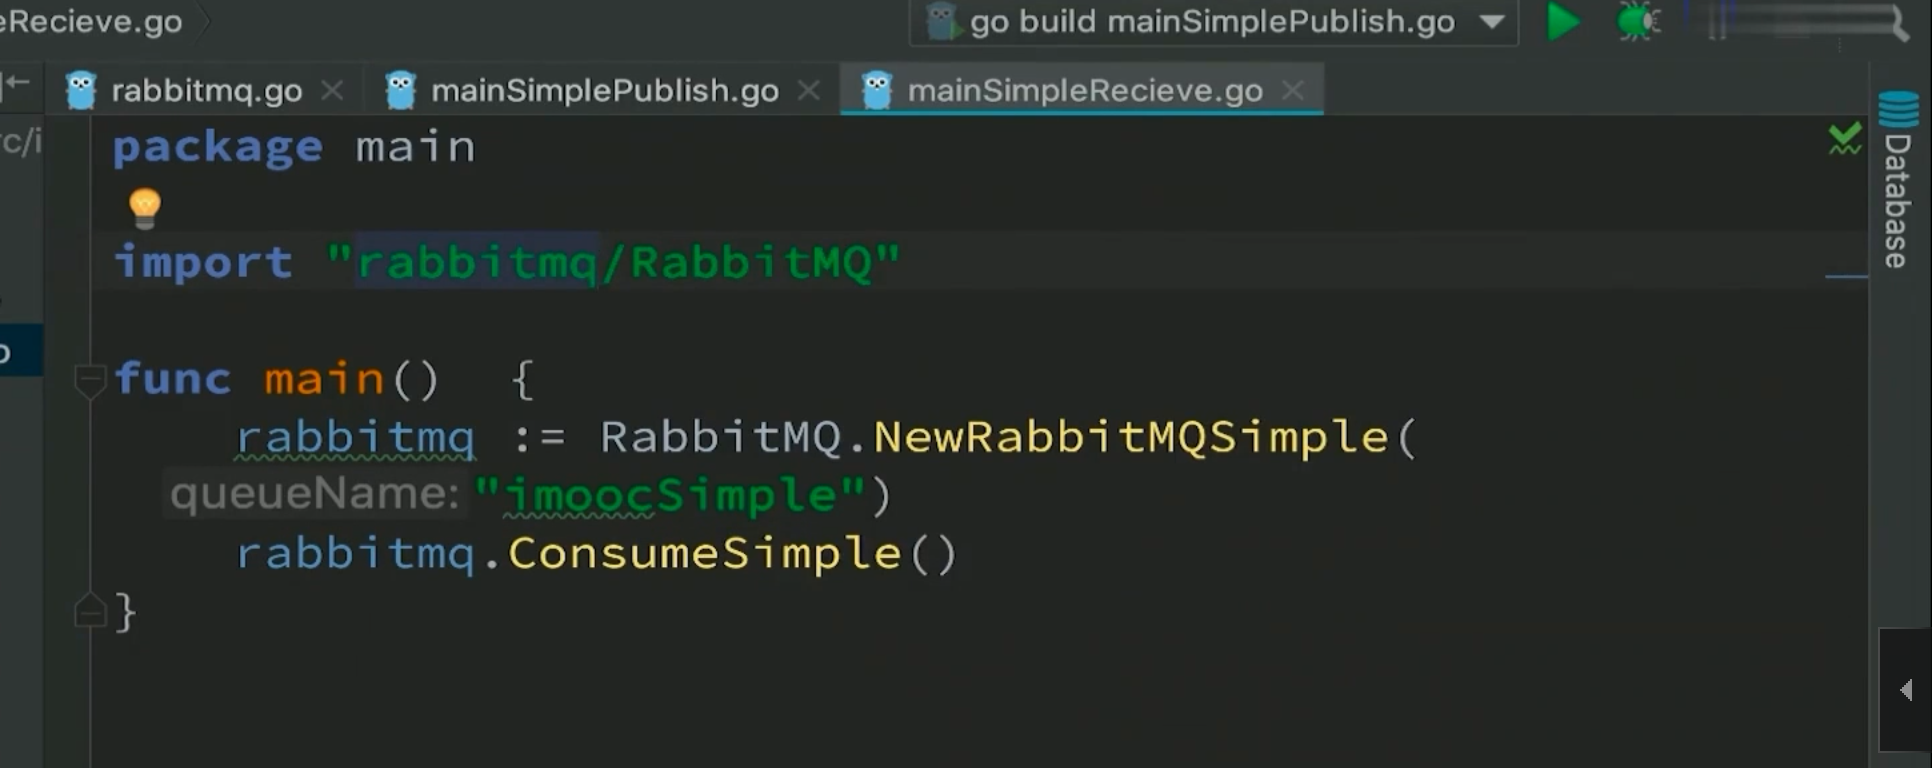 eRecieve.go
go build mainSimplePublish.go
rabbitmq.go
mainSimplePublish.go
mainSimpleRecieve.go
rc/i
package main
import "rabbitmq/RabbitMQ"
func main()  {
rabbitmq := RabbitMQ.NewRabbitMQSimple(
queueName: "imoocSimple")
rabbitmq.ConsumeSimple()
}
Database